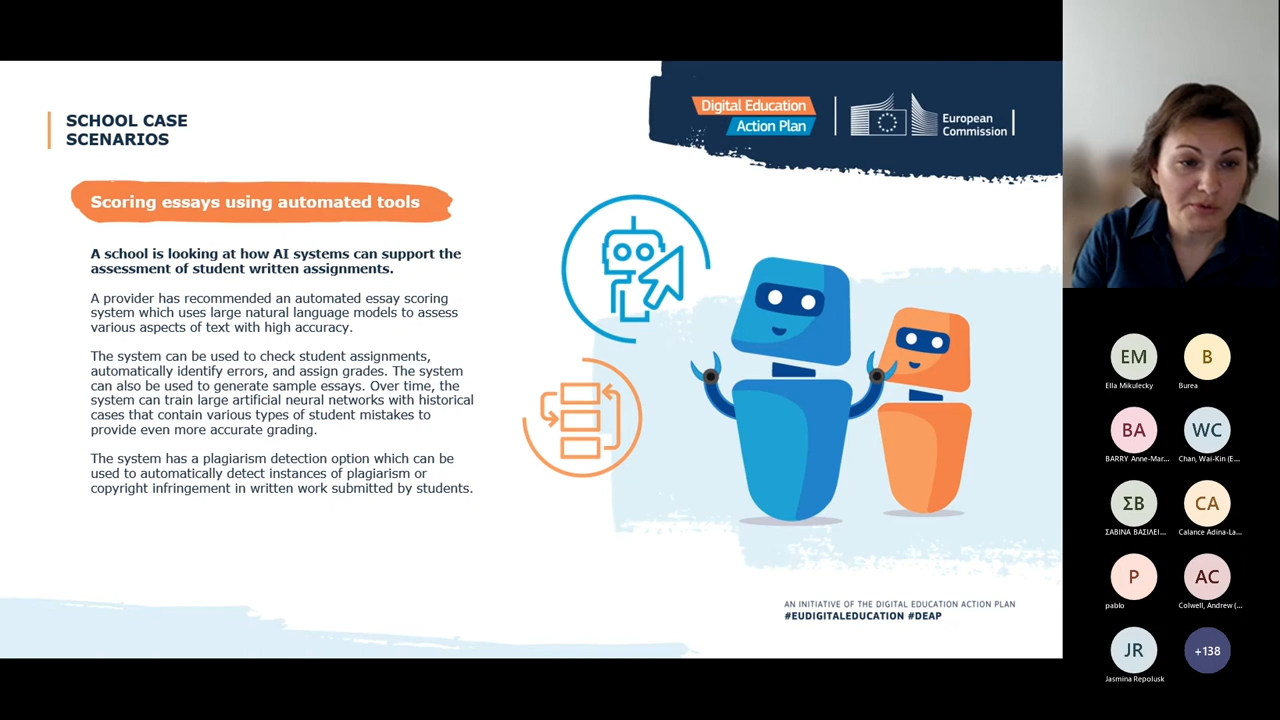 SCHOOL CASE
SCENARIOS
Digital Education
Action Plan
European
Commission
Scoring essays using automated tools
A school is looking at how AI systems can support the
assessment of student written assignments.
A provider has recommended an automated essay scoring
system which uses large natural language models to assess
various aspects of text with high accuracy.
The system can be used to check student assignments,
automatically identify errors, and assign grades. The system
can also be used to generate sample essays. Over time, the
system can train large artificial neural networks with historical
cases that contain various types of student mistakes to
provide even more accurate grading.
The system has a plagiarism detection option which can be
used to automatically detect instances of plagiarism or
copyright infringement in written work submitted by students.
AN INITIATIVE OF THE DIGITAL EDUCATION ACTION PLAN
#EUDIGITALEDUCATION #DEAP
EM
Ella Mikulecky
B
Burea
BA
BARRY Anne-Mar...
WC
Chan, Wai-Kin (E...
ΣΒ
ΣΑΒΙΝΑ ΒΑΣΙΛΕΙ...
CA
Calance Adina-La...
P
pablo
AC
Colwell, Andrew (...
JR
Jasmina Repolusk
+138